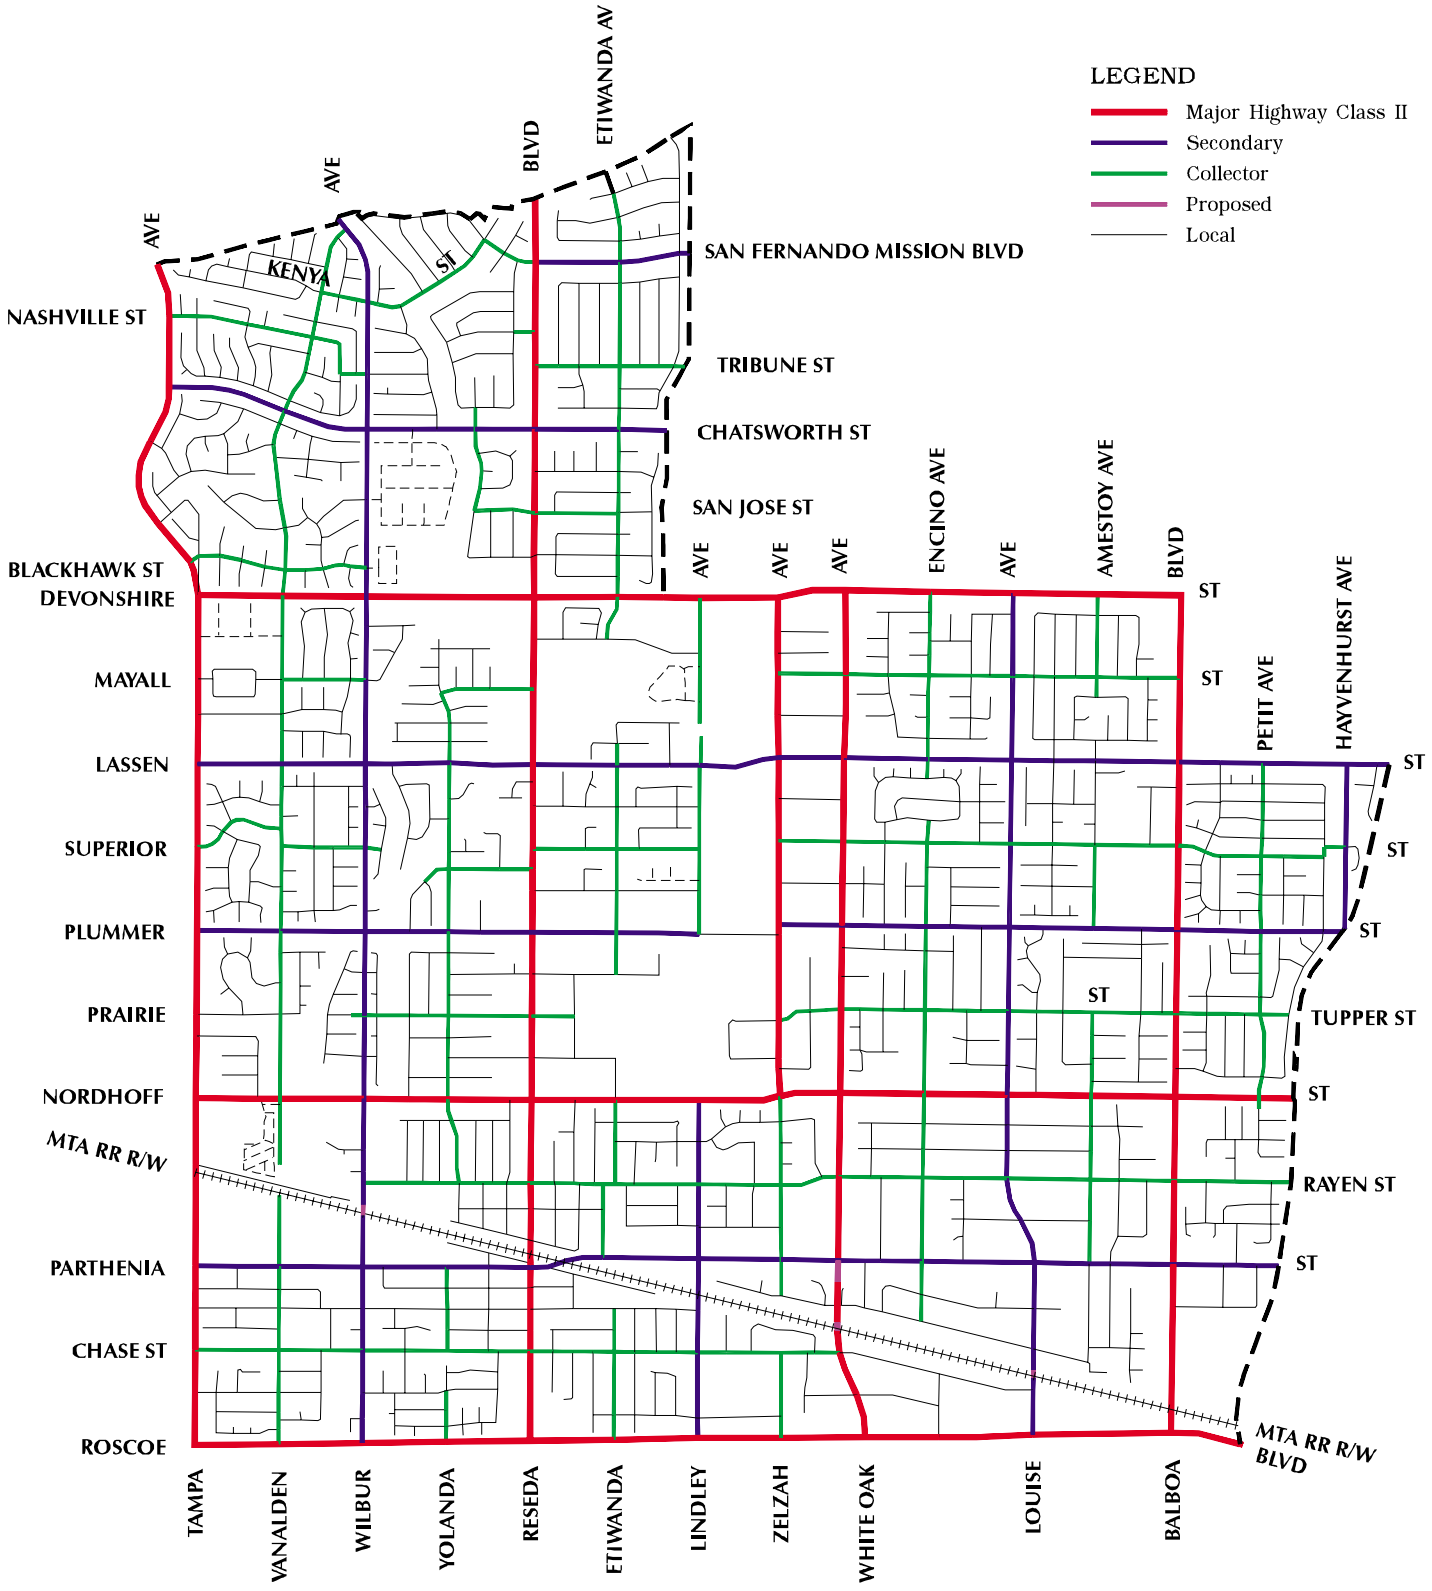 ETIWANDA AV
LEGEND
Major Highway Class II
Secondary
Collector
Proposed
Local
BLVD
AVE
AVE
KENYA
ST
SAN FERNANDO MISSION BLVD
NASHVILLE ST
TRIBUNE ST
CHATSWORTH ST
SAN JOSE ST
ENCINO AVE
AMESTOY AVE
AVE
AVE
AVE
AVE
BLVD
HAYVENHURST AVE
BLACKHAWK ST
DEVONSHIRE
ST
PETIT AVE
MAYALL
ST
LASSEN
ST
SUPERIOR
ST
PLUMMER
ST
ST
PRAIRIE
TUPPER ST
NORDHOFF
ST
MTA RR R/W
RAYEN ST
PARTHENIA
ST
CHASE ST
ROSCOE
MTA RR R/W
BLVD
TAMPA
VANALDEN
WILBUR
YOLANDA
RESEDA
ETIWANDA
LINDLEY
ZELZAH
WHITE OAK
LOUISE
BALBOA